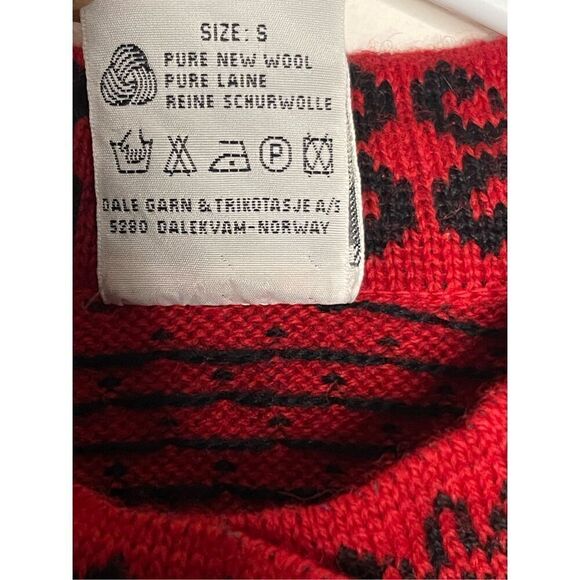 SIZE: S
PURE NEW WOOL
PURE LAINE
REINE SCHURWOLLE
P
DALE GARN & TRIKOTASJE A/S
5280 DALEKVAM-NORWAY